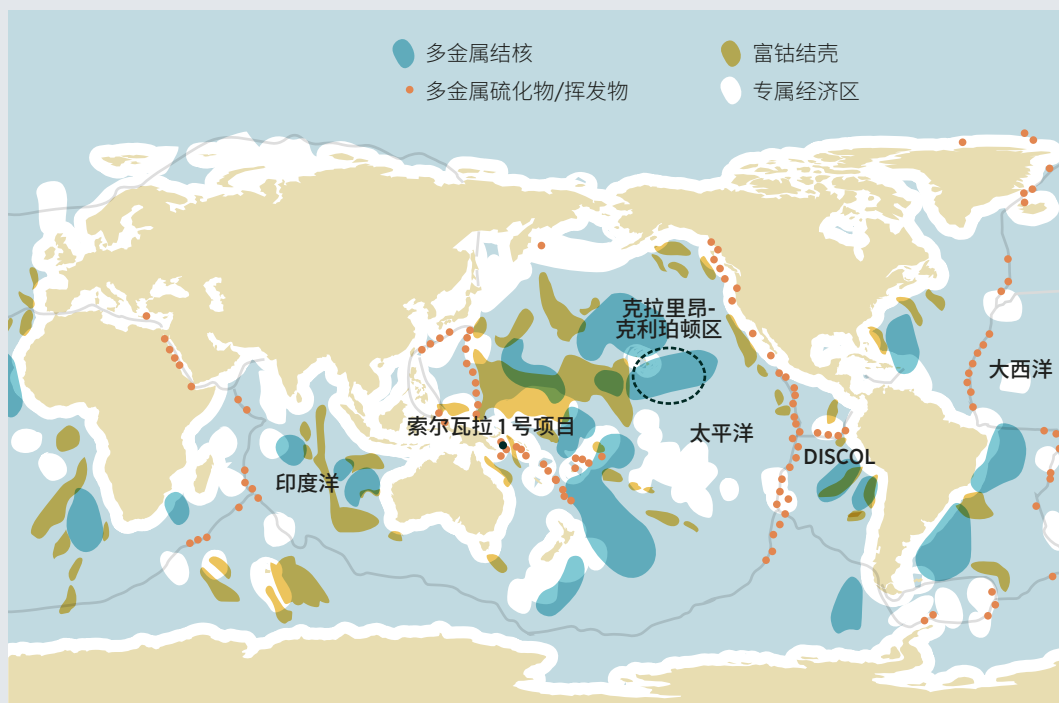 多金属结核
富钴结壳
多金属硫化物/挥发物
专属经济区
克拉里昂-
克利珀顿区
大西洋
索尔瓦拉1号项目
太平洋
DISCOL
印度洋